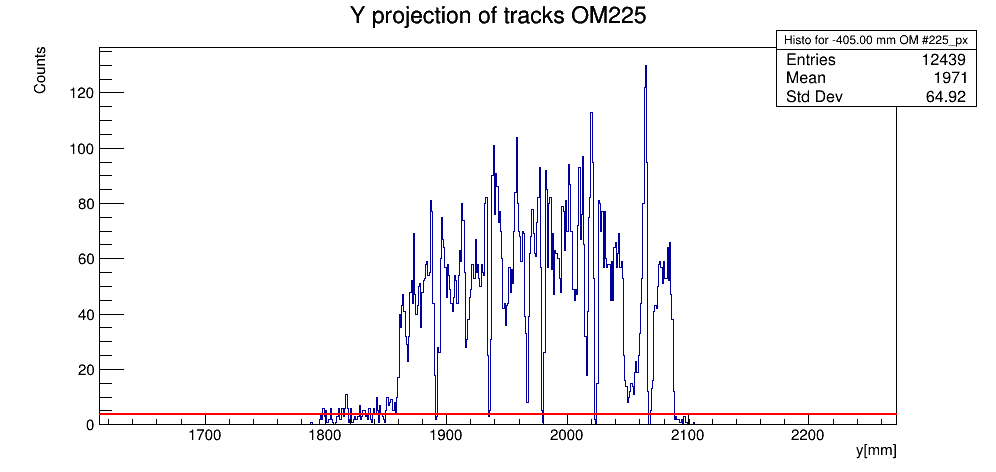 Y projection of tracks OM225
Histo for -405.00 mm OM #225_px
Entries 12439
Mean 1971
Std Dev 64.92
Counts
120
100
80
60
40
20
0
1700 1800 1900 2000 2100 2200
y[mm]